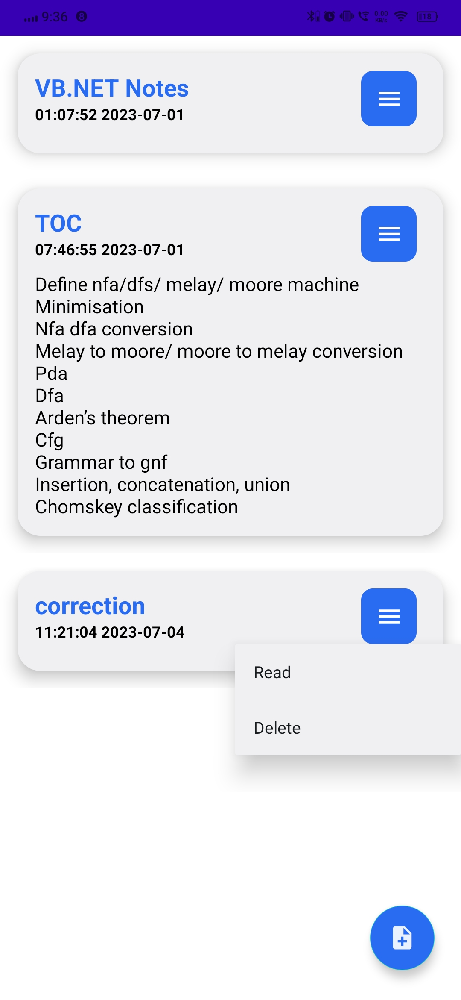 9:36 8 0.00 KB/s 18
VB.NET Notes
01:07:52 2023-07-01
TOC
07:46:55 2023-07-01
Define nfa/dfs/ melay/ moore machine
Minimisation
Nfa dfa conversion
Melay to moore/ moore to melay conversion
Pda
Dfa
Arden’s theorem
Cfg
Grammar to gnf
Insertion, concatenation, union
Chomskey classification
correction
11:21:04 2023-07-04
Read
Delete